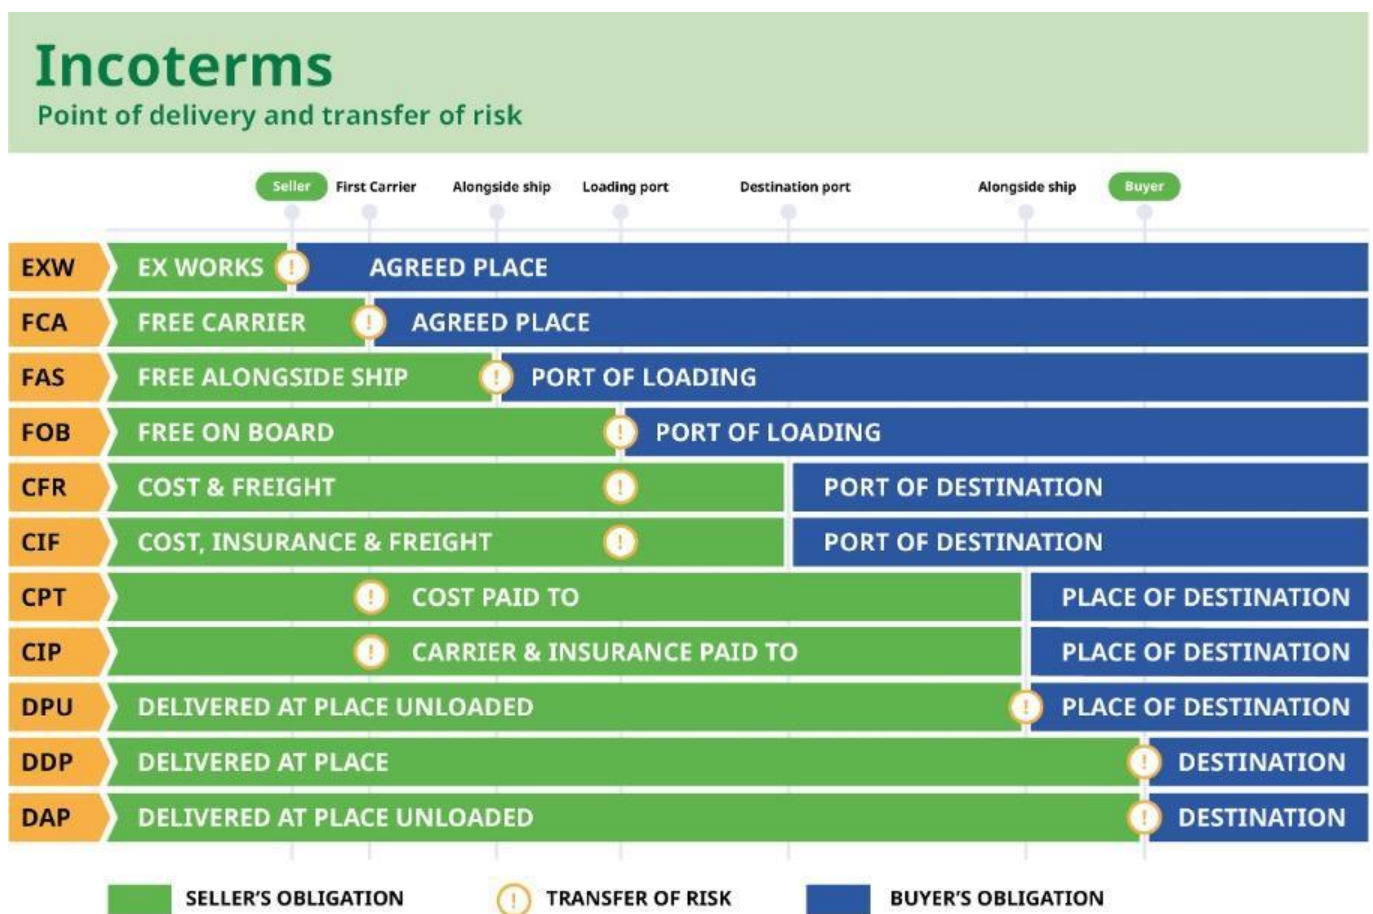 Incoterms
Point of delivery and transfer of risk
Seller First Carrier Alongside ship Loading port Destination port Alongside ship Buyer
EXW EX WORKS ! AGREED PLACE
FCA FREE CARRIER ! AGREED PLACE
FAS FREE ALONGSIDE SHIP ! PORT OF LOADING
FOB FREE ON BOARD ! PORT OF LOADING
CFR COST & FREIGHT ! PORT OF DESTINATION
CIF COST, INSURANCE & FREIGHT ! PORT OF DESTINATION
CPT ! COST PAID TO PLACE OF DESTINATION
CIP ! CARRIER & INSURANCE PAID TO PLACE OF DESTINATION
DPU DELIVERED AT PLACE UNLOADED ! PLACE OF DESTINATION
DDP DELIVERED AT PLACE ! DESTINATION
DAP DELIVERED AT PLACE UNLOADED ! DESTINATION
SELLER'S OBLIGATION ! TRANSFER OF RISK BUYER'S OBLIGATION